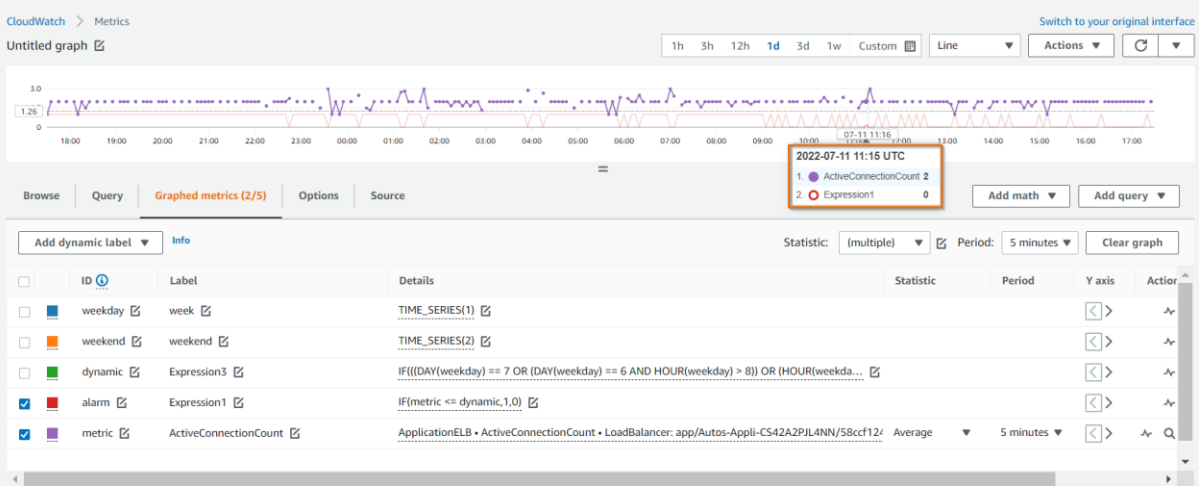 CloudWatch > Metrics
Switch to your original interface
Untitled graph
1h 3h 12h 1d 3d 1w Custom Line Actions
3.0
1.26
0
07-11 11:16
18:00 19:00 20:00 21:00 22:00 23:00 00:00 01:00 02:00 03:00 04:00 05:00 06:00 07:00 08:00 09:00 10:00 13:00 14:00 15:00 16:00 17:00
2022-07-11 11:15 UTC
1. ActiveConnectionCount 2
2. Expression1 0
Browse Query Graphed metrics (2/5) Options Source Add math Add query
Add dynamic label Info Statistic: (multiple) Period: 5 minutes Clear graph
ID Label Details Statistic Period Y axis Action
weekday week TIME_SERIES(1)
weekend weekend TIME_SERIES(2)
dynamic Expression3 IF(((DAY(weekday) == 7 OR (DAY(weekday) == 6 AND HOUR(weekday) > 8)) OR (HOUR(weekda...
alarm Expression1 IF(metric <= dynamic,1,0)
metric ActiveConnectionCount ApplicationELB • ActiveConnectionCount • LoadBalancer: app/Autos-Appli-CS42A2PJL4NN/58ccf124 Average 5 minutes